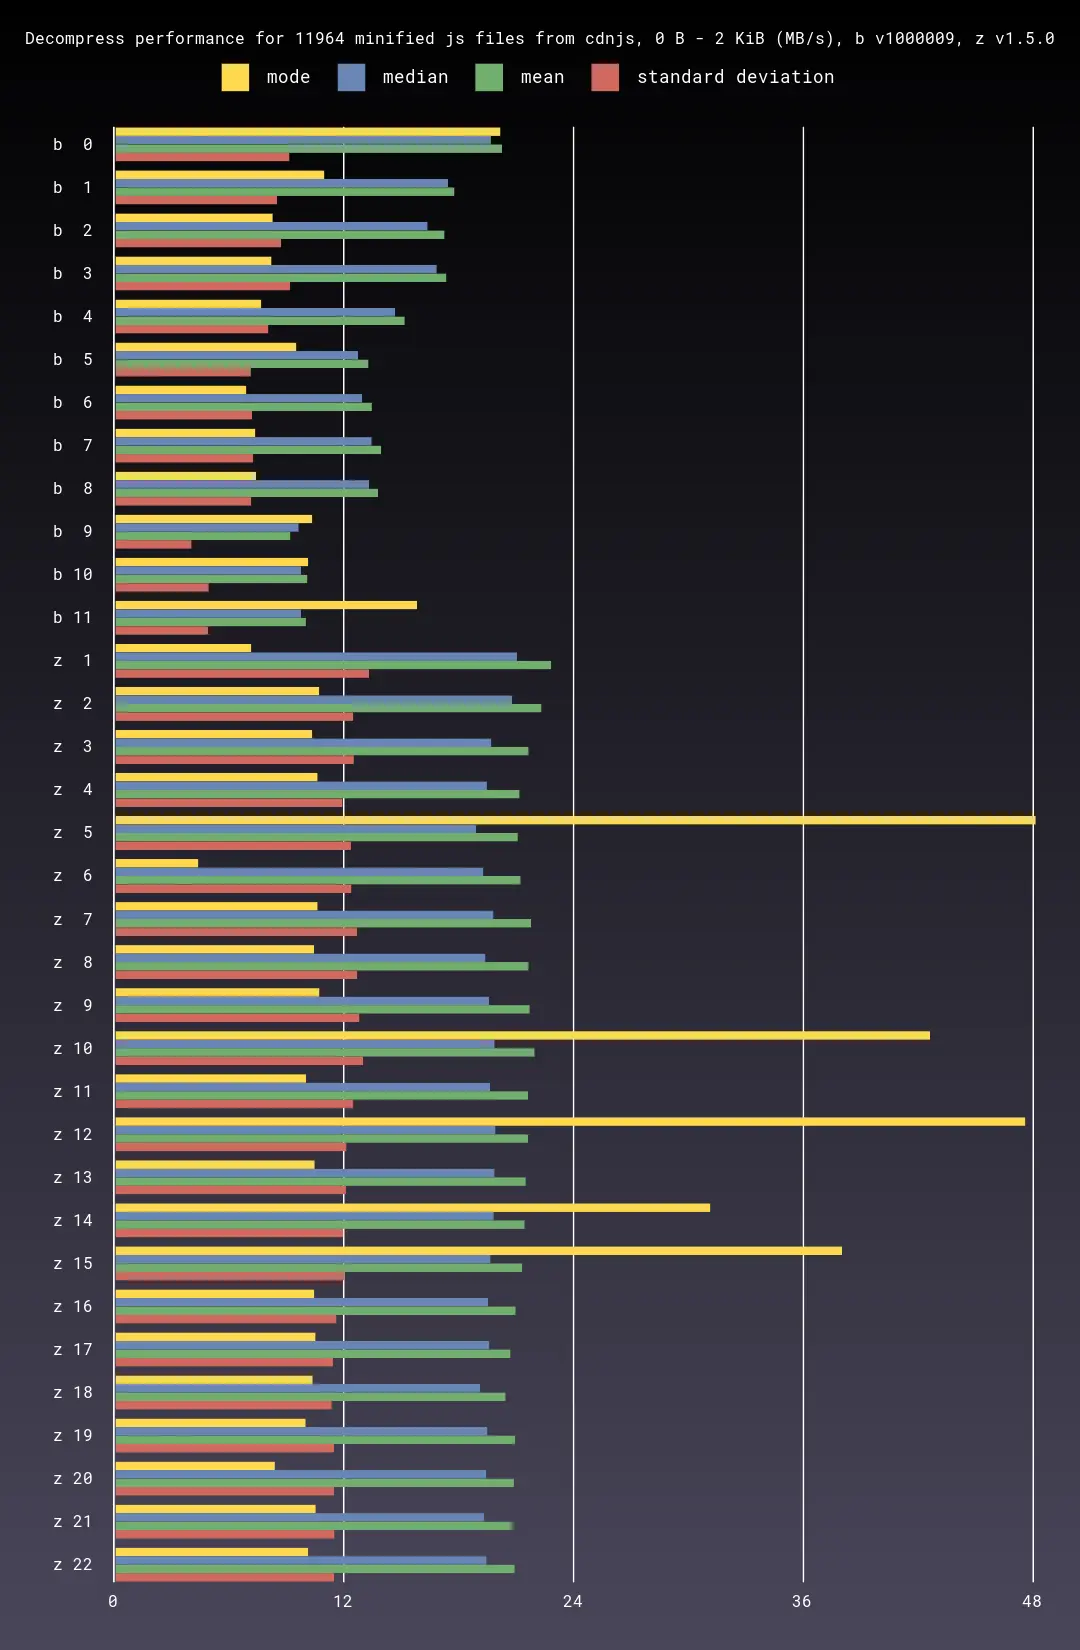 Decompress performance for 11964 minified js files from cdnjs, 0 B - 2 KiB (MB/s), b v1000009, z v1.5.0
mode median mean standard deviation
b 0
b 1
b 2
b 3
b 4
b 5
b 6
b 7
b 8
b 9
b 10
b 11
z 1
z 2
z 3
z 4
z 5
z 6
z 7
z 8
z 9
z 10
z 11
z 12
z 13
z 14
z 15
z 16
z 17
z 18
z 19
z 20
z 21
z 22
0 12 24 36 48